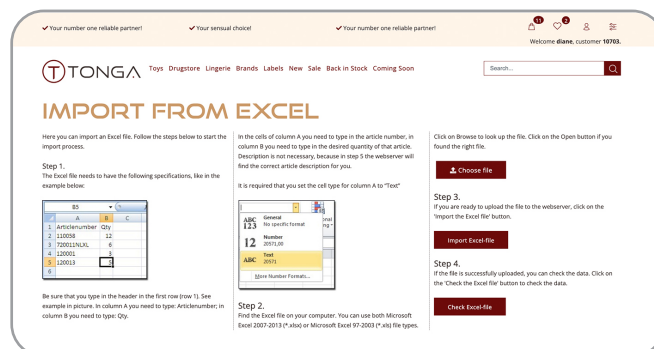 Your number one reliable partner!
Your sensual choice!
Your number one reliable partner!
11
2
Welcome diane, customer 10703.
TONGA
Toys Drugstore Lingerie Brands Labels New Sale Back in Stock Coming Soon
Search...
IMPORT FROM EXCEL
Here you can import an Excel file. Follow the steps below to start the
import process.
Step 1.
The Excel file needs to have the following specifications, like in the
example below:
B5
A B C
1 Articlenumber Qty
2 110058 12
3 720011NLXL 6
4 120001 3
5 120013 5
6
Be sure that you type in the header in the first row (row 1). See
example in picture. In column A you need to type: Articlenumber; in
column B you need to type: Qty.
In the cells of column A you need to type in the article number, in
column B you need to type in the desired quantity of that article.
Description is not necessary, because in step 5 the webserver will
find the correct article description for you.
It is required that you set the cell type for column A to "Text"
ABC
123
General
No specific format
12
Number
20571,00
ABC
Text
20571
More Number Formats...
Step 2.
Find the Excel file on your computer. You can use both Microsoft
Excel 2007-2013 (*.xlsx) or Microsoft Excel 97-2003 (*.xls) file types.
Click on Browse to look up the file. Click on the Open button if you
found the right file.
Choose file
Step 3.
If you are ready to upload the file to the webserver, click on the
'Import the Excel file' button.
Import Excel-file
Step 4.
If the file is successfully uploaded, you can check the data. Click on
the 'Check the Excel file' button to check the data.
Check Excel-file